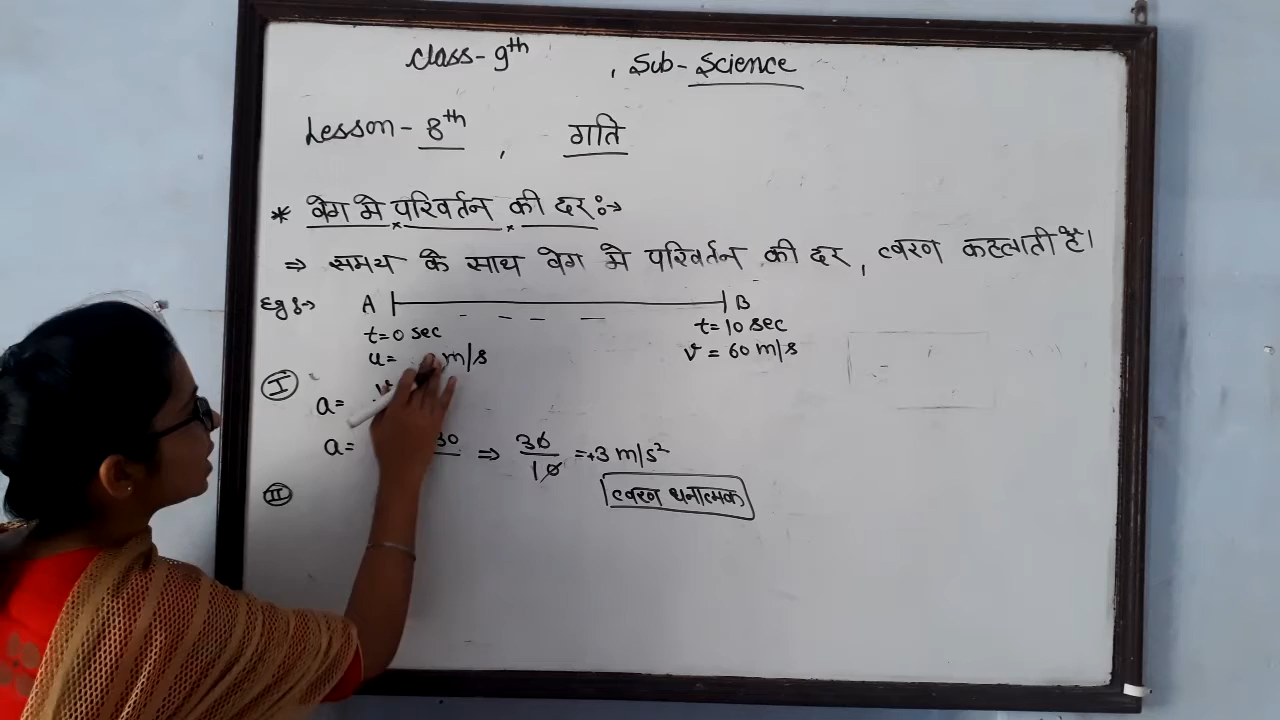 Class-9th , Sub-Science
Lesson-8th , गति
* वेग मे परिवर्तन की दर :→
⇒ समय के साथ वेग मे परिवर्तन की दर, त्वरण कहलाती है।
Eg:→ A B
t=0 sec t=10 sec
u= m/s v = 60 m/s
I a=
a= 30 ⇒ 30/10 =+3 m/s²
II त्वरण धनात्मक